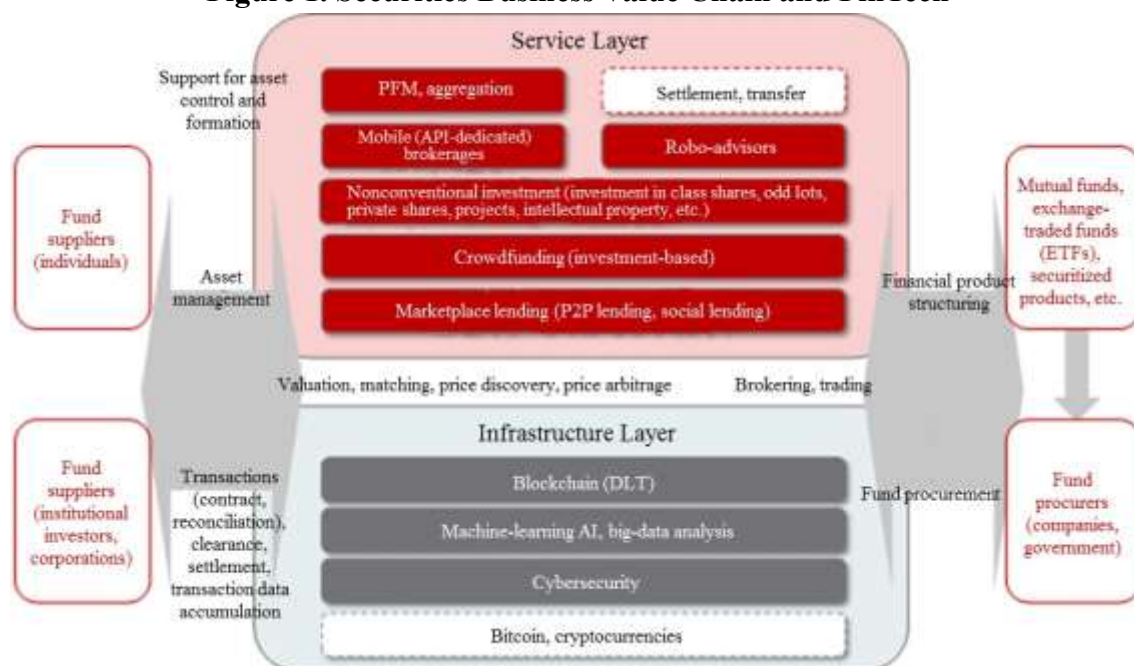 Figure 1. Securities Business Value Chain and FinTech
Service Layer
Support for asset
control and
formation
PFM, aggregation
Settlement, transfer
Mobile (API-dedicated)
brokerages
Robo-advisors
Nonconventional investment (investment in class shares, odd lots,
private shares, projects, intellectual property, etc.)
Crowdfunding (investment-based)
Marketplace lending (P2P lending, social lending)
Fund
suppliers
(individuals)
Asset
management
Financial product
structuring
Mutual funds,
exchange-
traded funds
(ETFs),
securitized
products, etc.
Valuation, matching, price discovery, price arbitrage
Brokering, trading
Infrastructure Layer
Blockchain (DLT)
Machine-learning AI, big-data analysis
Cybersecurity
Bitcoin, cryptocurrencies
Fund
suppliers
(institutional
investors,
corporations)
Transactions
(contract,
reconciliation),
clearance,
settlement,
transaction data
accumulation
Fund procurement
Fund
procurers
(companies,
government)